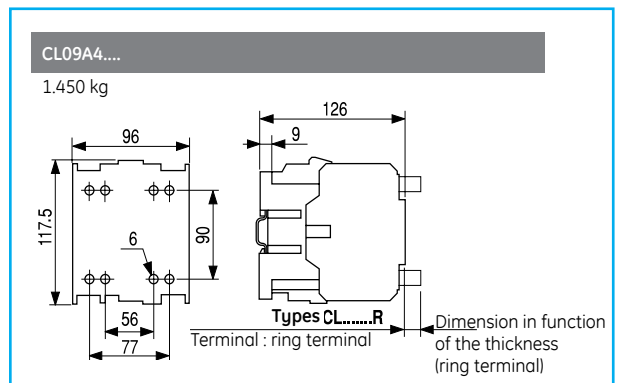 CL09A4....
1.450 kg
126
9
96
117.5
90
6
56
77
Types CL.......R
Terminal : ring terminal
Dimension in function
of the thickness
(ring terminal)